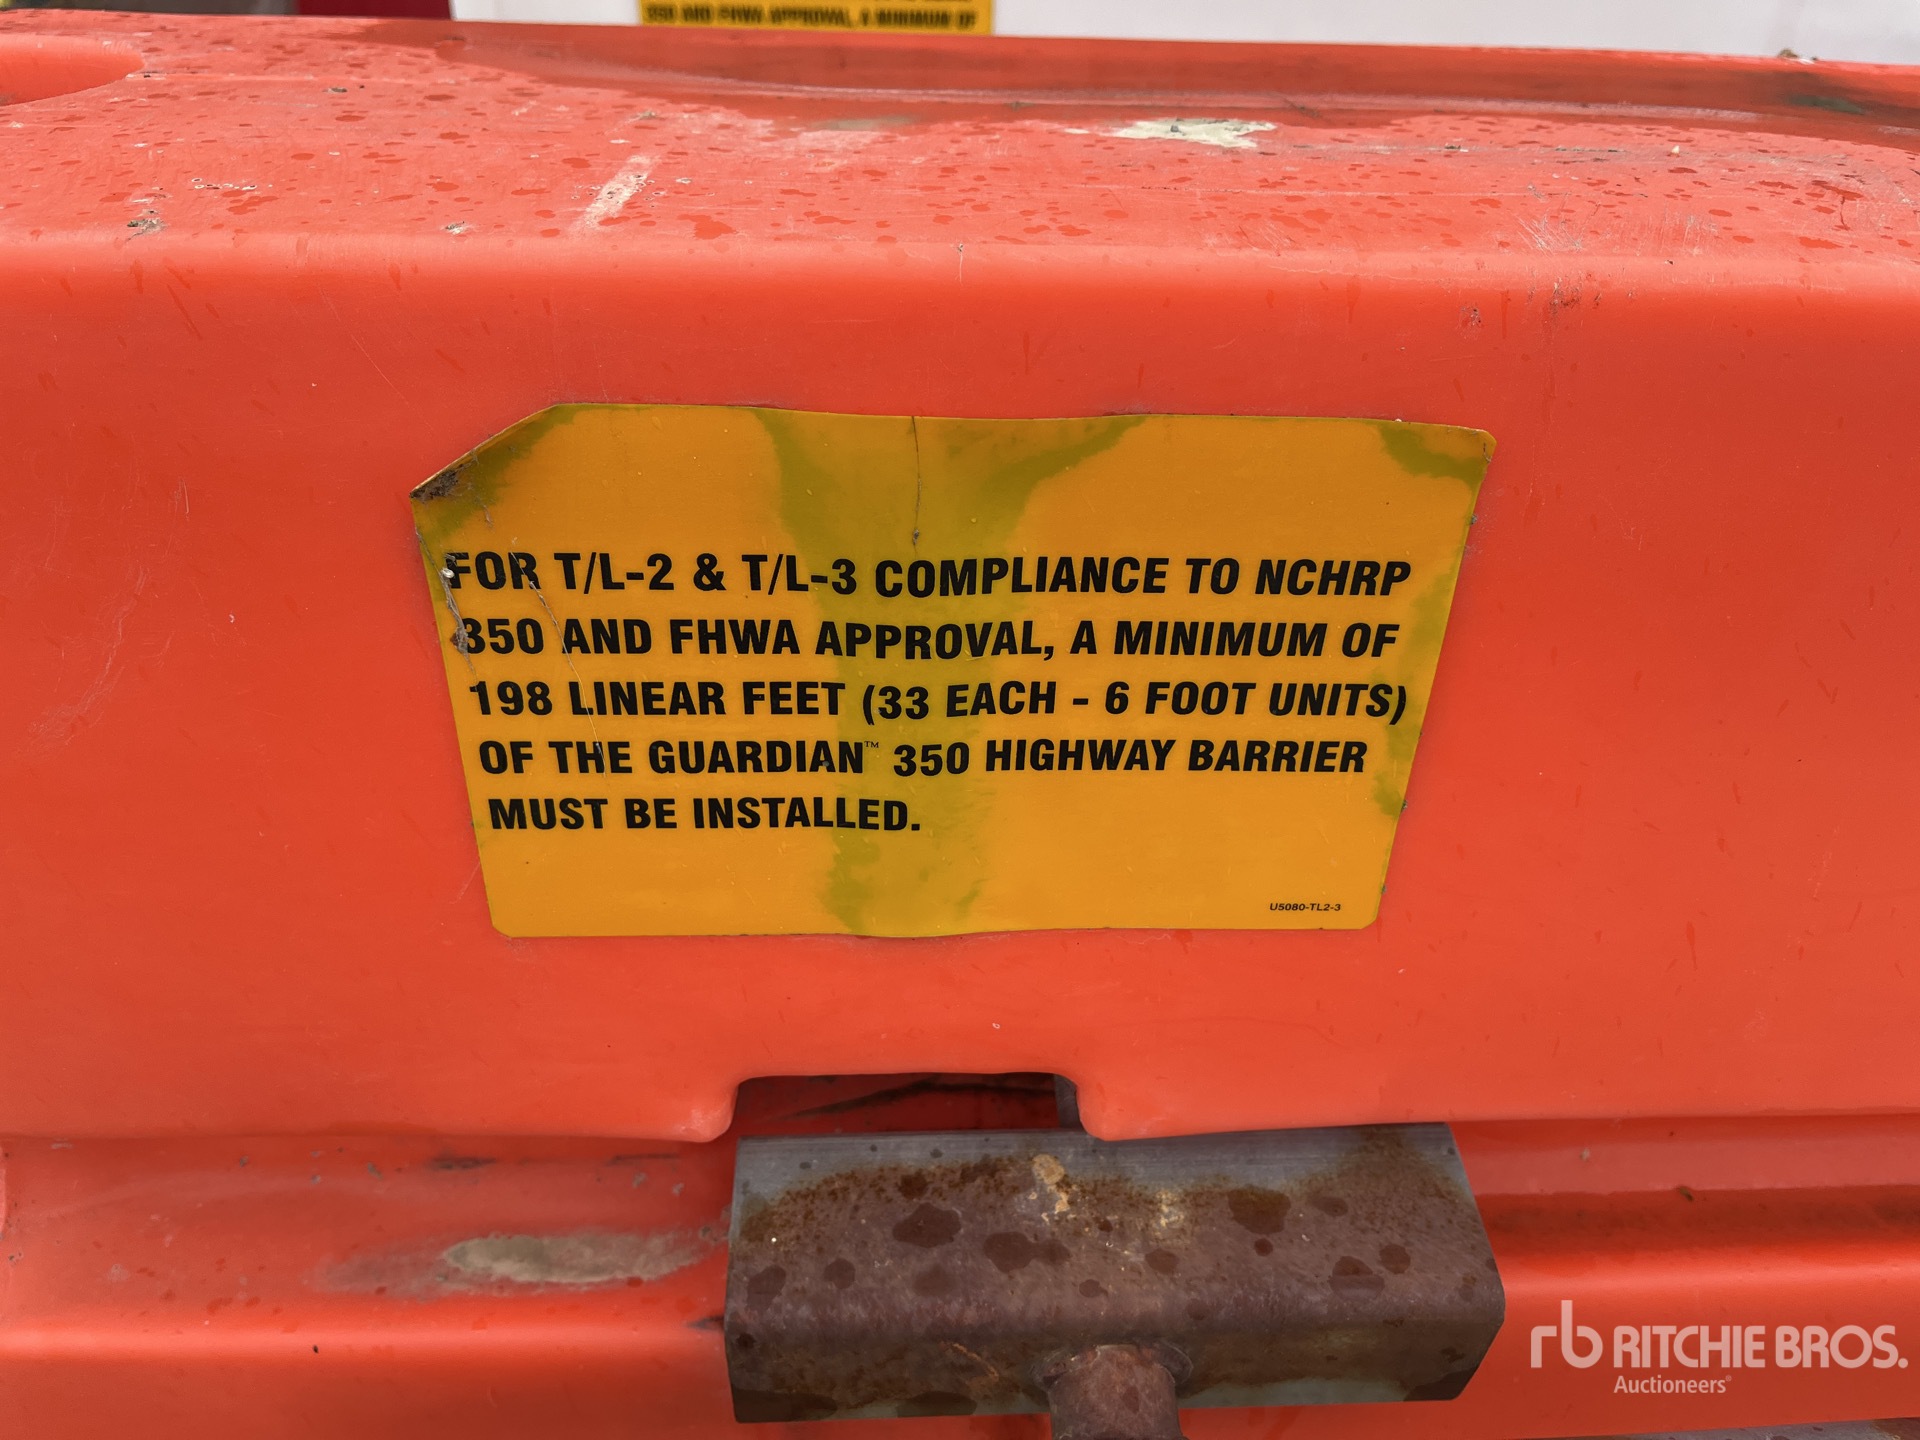 350 AND FHWA APPROVAL, A MINIMUM OF
FOR T/L-2 & T/L-3 COMPLIANCE TO NCHRP
350 AND FHWA APPROVAL, A MINIMUM OF
198 LINEAR FEET (33 EACH - 6 FOOT UNITS)
OF THE GUARDIAN™ 350 HIGHWAY BARRIER
MUST BE INSTALLED.
U5080-TL2-3
rb RITCHIE BROS.
Auctioneers®